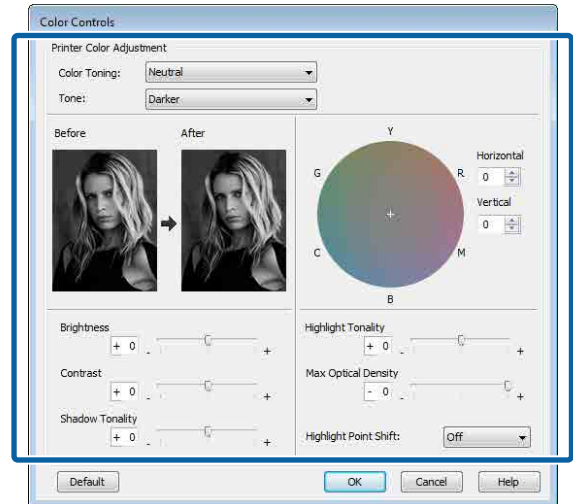 Color Controls
Printer Color Adjustment
Color Toning: Neutral
Tone: Darker
Before After
Y
G R
C M
B
Horizontal
0
Vertical
0
Brightness
+ 0 - +
Contrast
+ 0 - +
Shadow Tonality
+ 0 - +
Highlight Tonality
+ 0 - +
Max Optical Density
- 0 - +
Highlight Point Shift: Off
Default OK Cancel Help